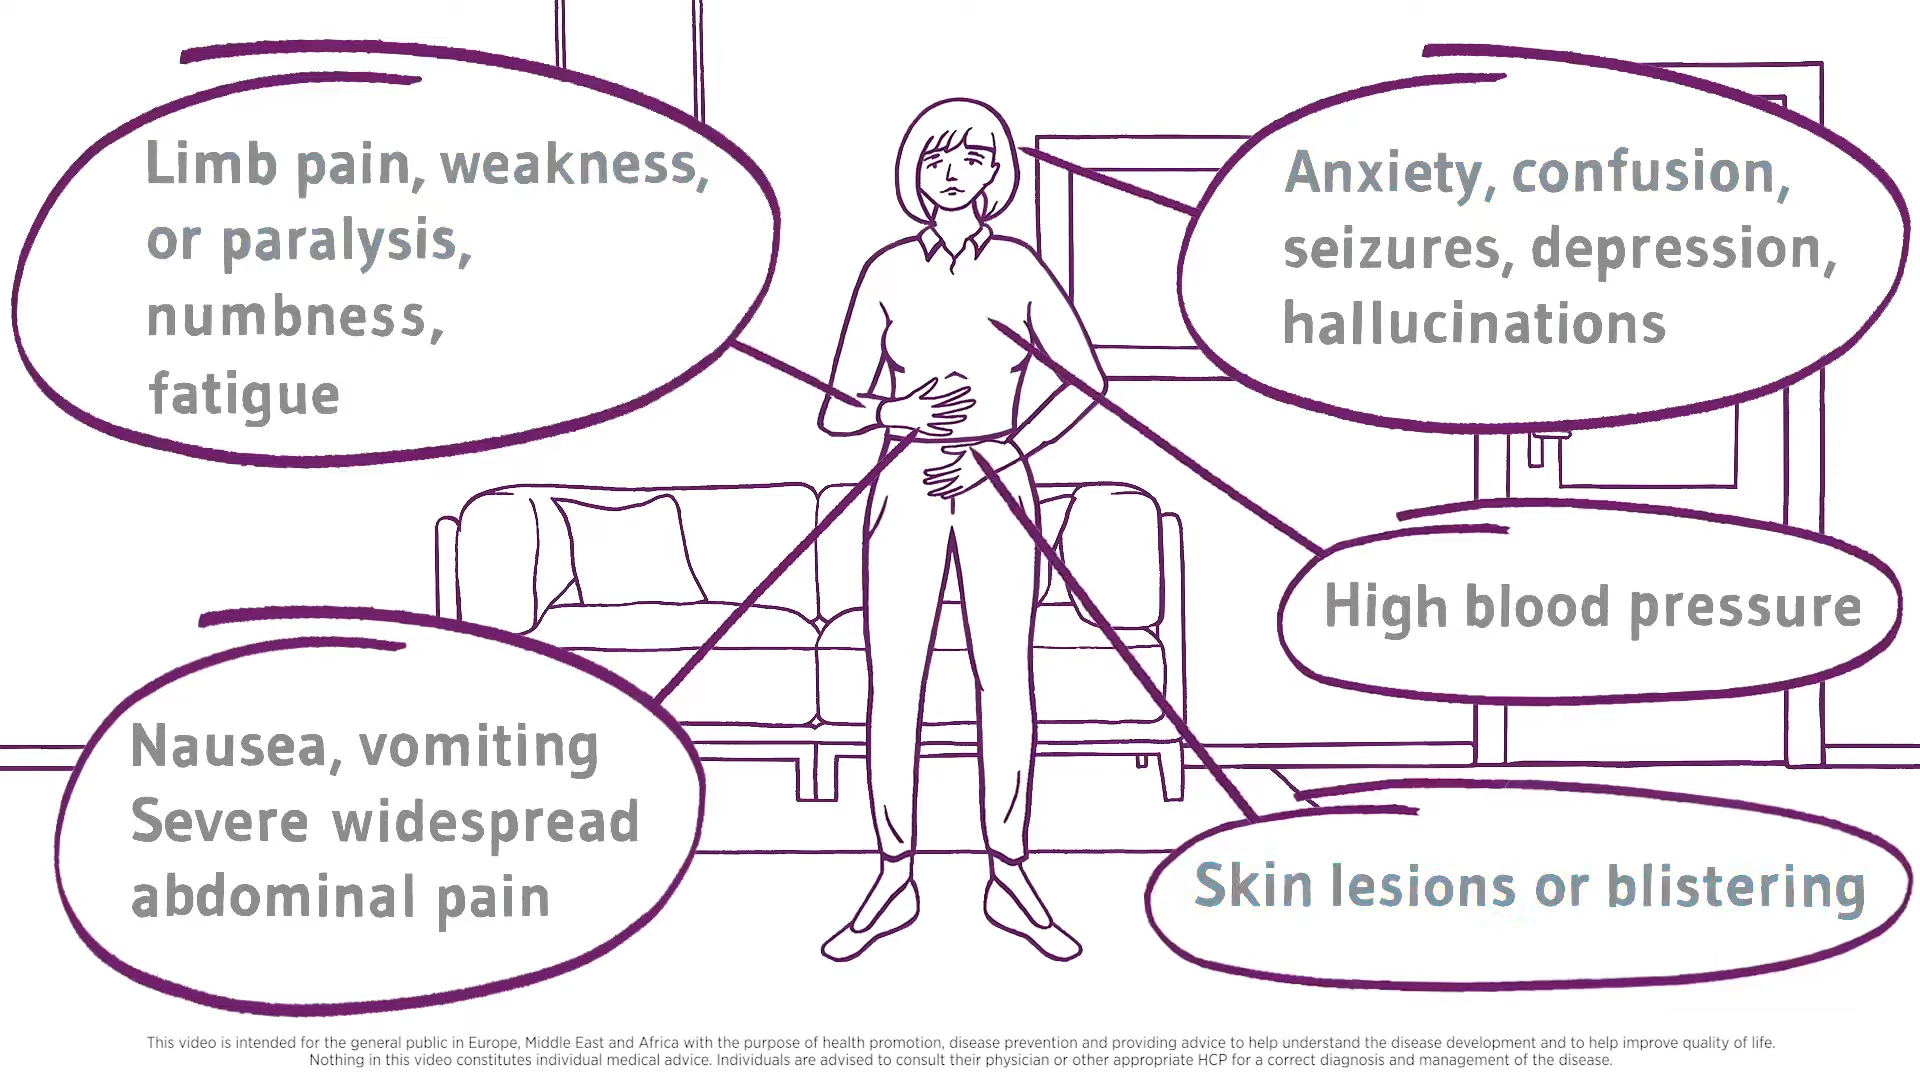 Limb pain, weakness,
or paralysis,
numbness,
fatigue
Anxiety, confusion,
seizures, depression,
hallucinations
High blood pressure
Nausea, vomiting
Severe widespread
abdominal pain
Skin lesions or blistering
This video is intended for the general public in Europe, Middle East and Africa with the purpose of health promotion, disease prevention and providing advice to help understand the disease development and to help improve quality of life.
Nothing in this video constitutes individual medical advice. Individuals are advised to consult their physician or other appropriate HCP for a correct diagnosis and management of the disease.